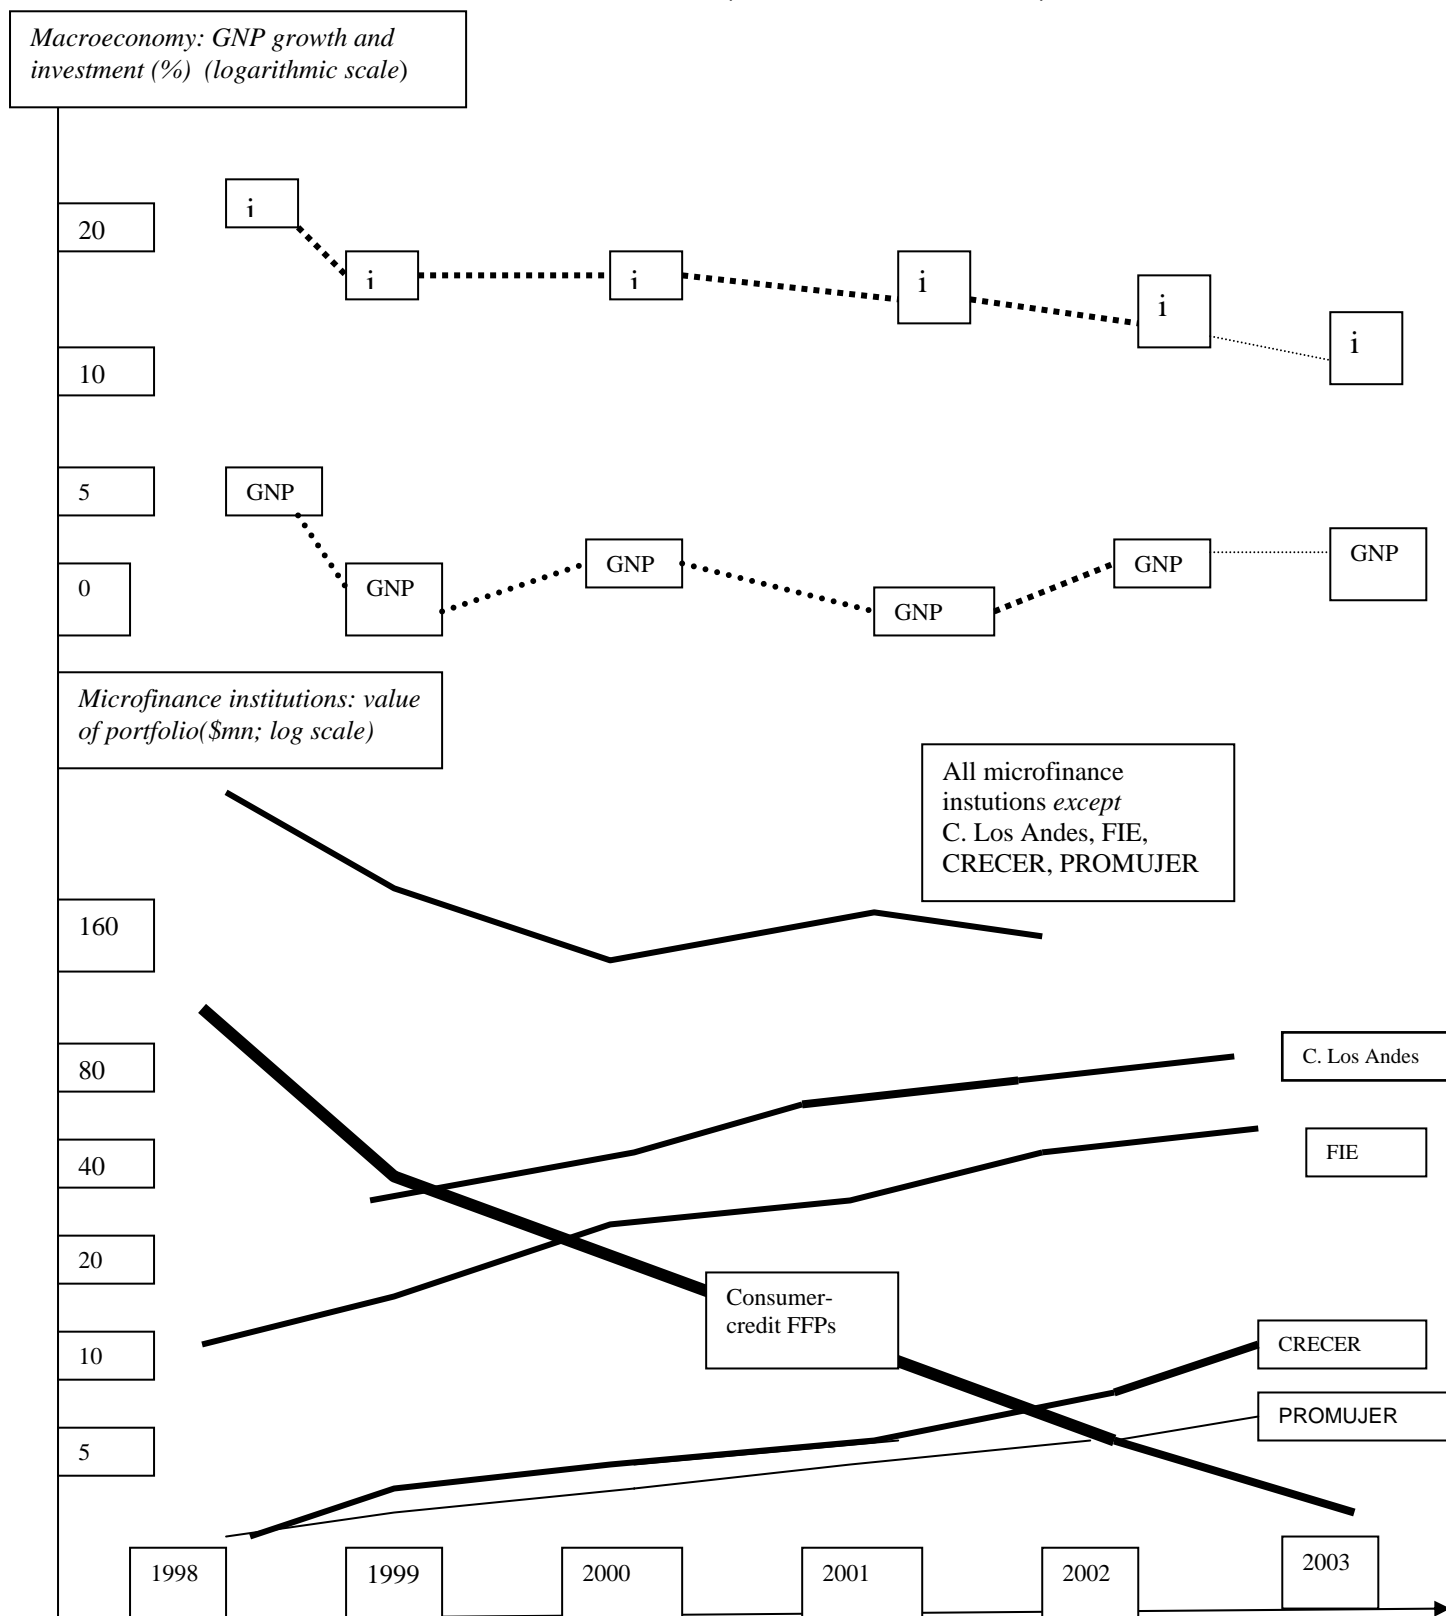 Macroeconomy: GNP growth and
investment (%) (logarithmic scale)
i
20
i
i
i
i
i
10
5
GNP
GNP
GNP
GNP
GNP
GNP
0
Microfinance institutions: value
of portfolio($mn; log scale)
All microfinance
instutions except
C. Los Andes, FIE,
CRECER, PROMUJER
160
80
C. Los Andes
40
FIE
20
Consumer-
credit FFPs
10
CRECER
PROMUJER
5
1998
1999
2000
2001
2002
2003